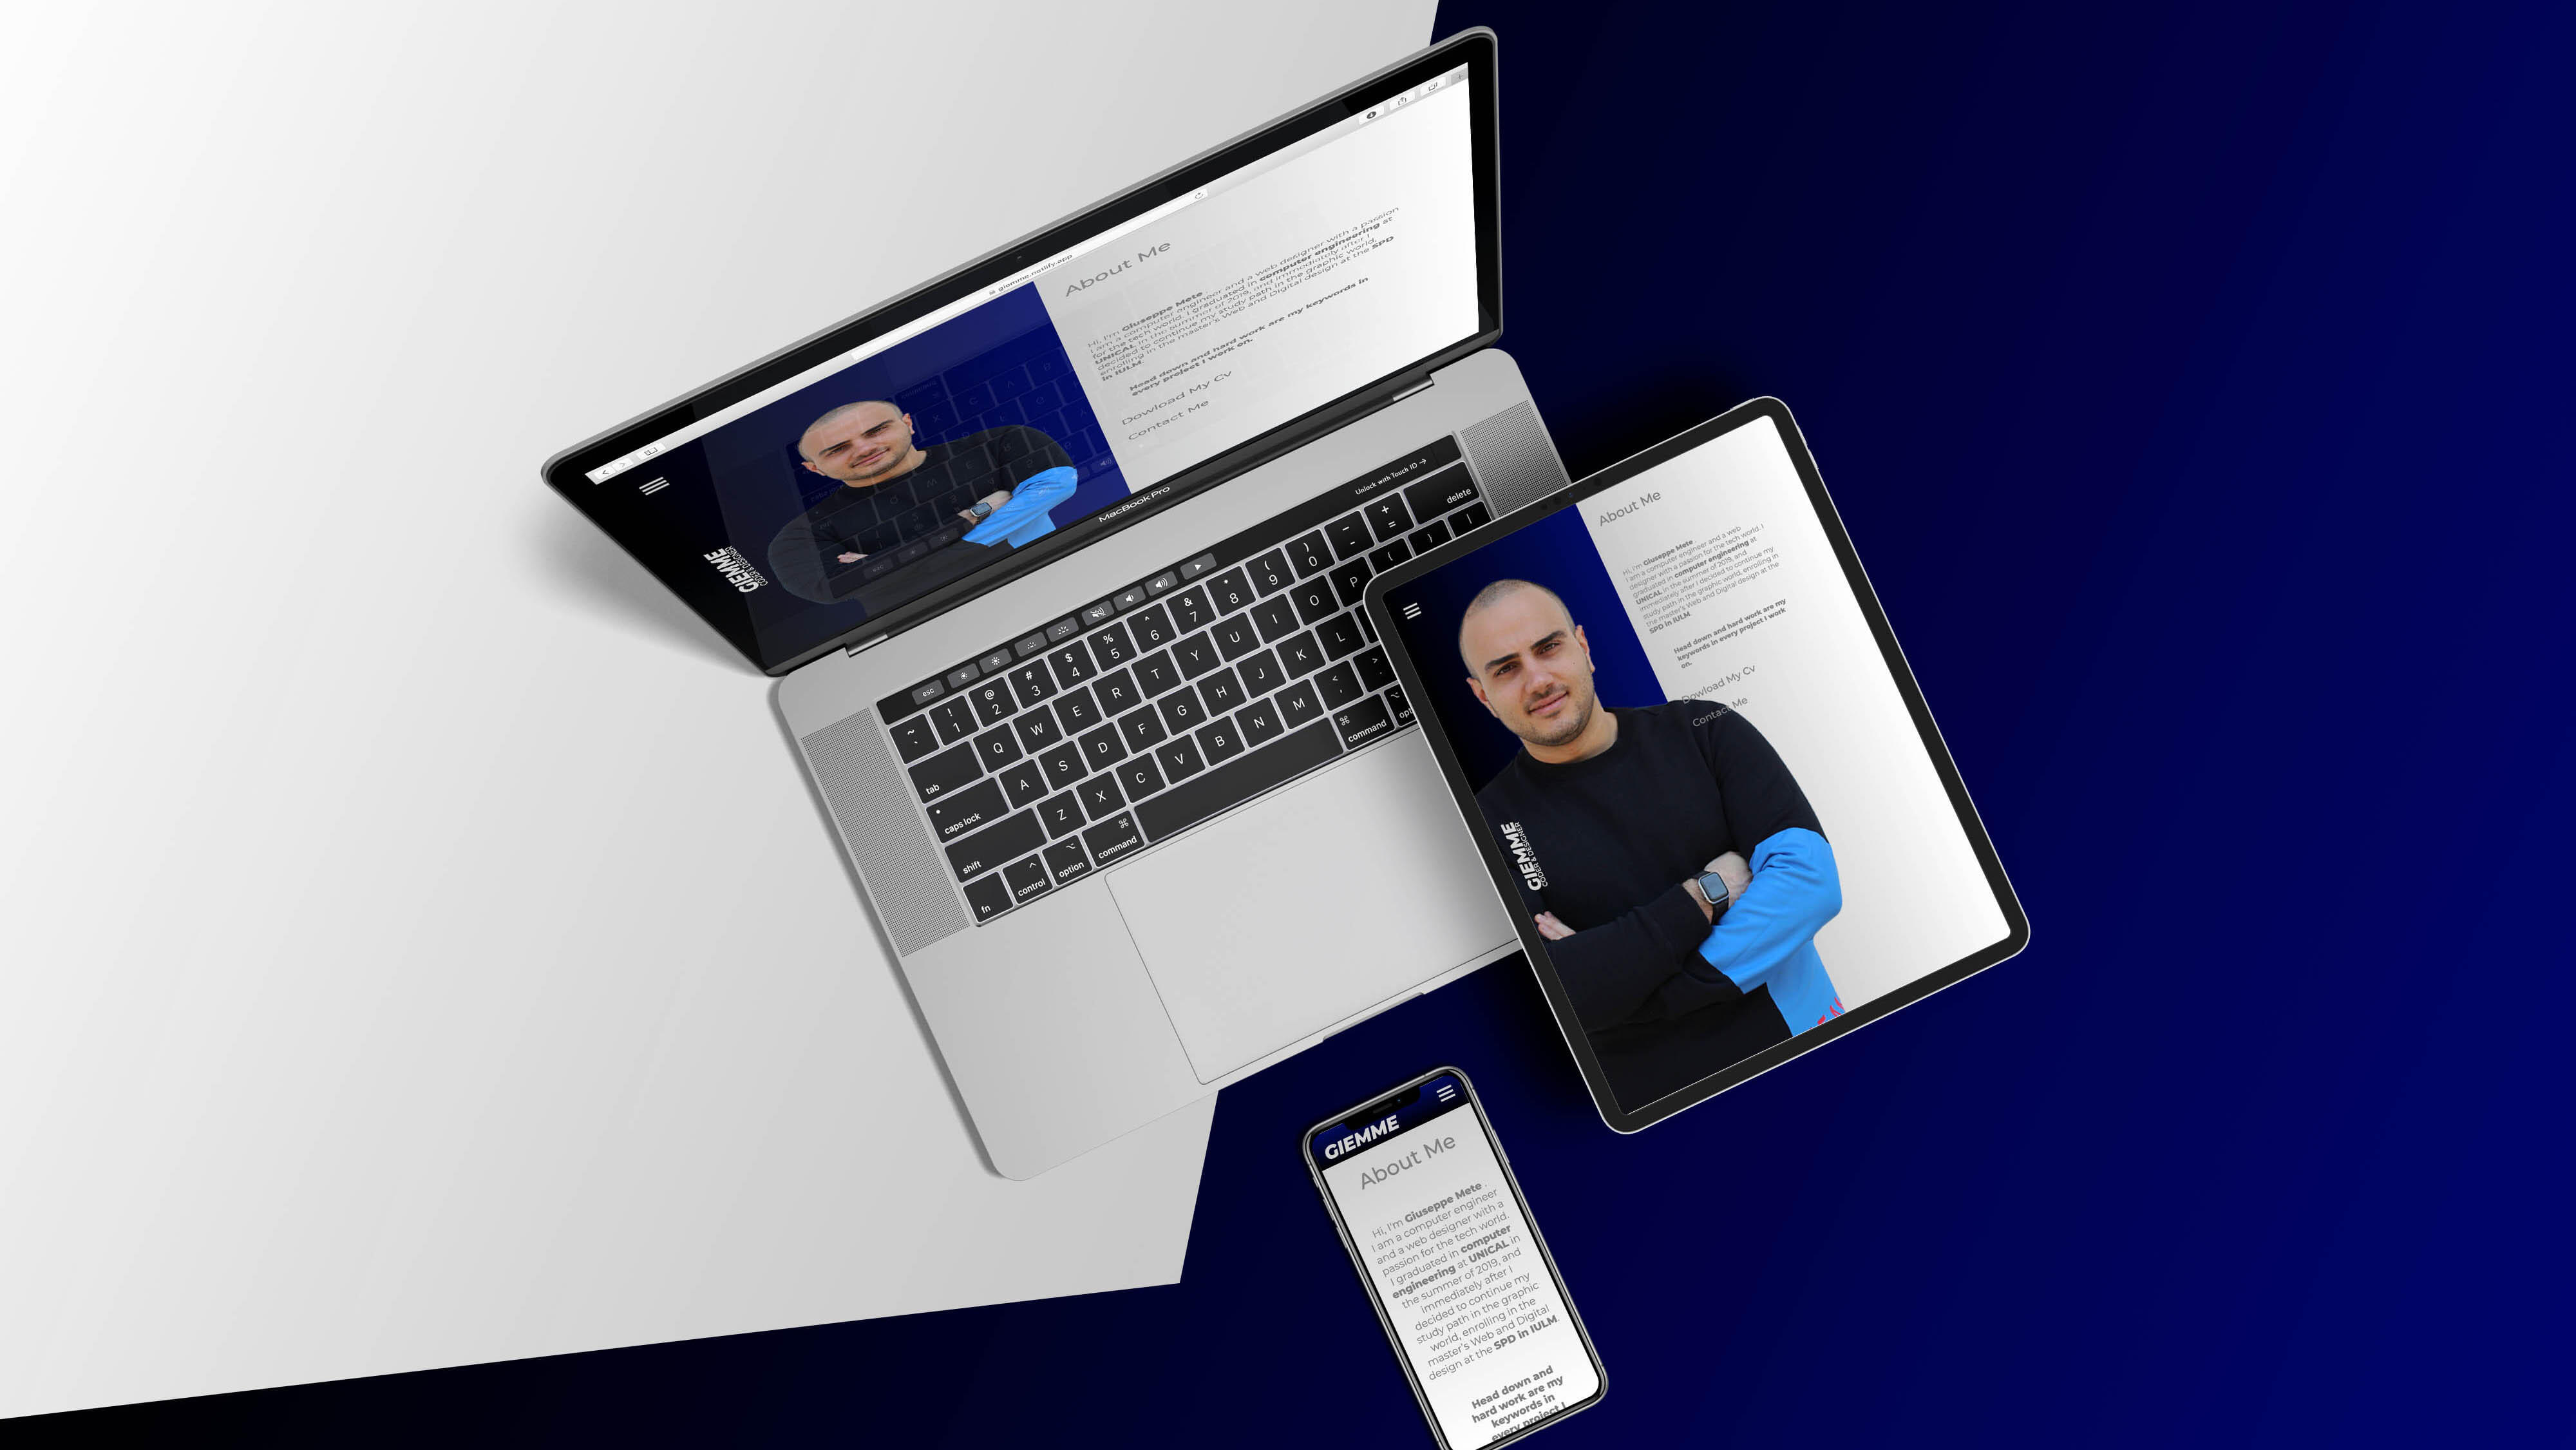 giemme.netlify.app
About Me
Hi, I'm Giuseppe Mete .
I am a computer engineer and a web designer with a passion
for the tech world. I graduated in computer engineering at
UNICAL in the summer of 2019, and immediately after I
decided to continue my study path in the graphic world,
enrolling in the master's Web and Digital design at the SPD
in IULM.
Head down and hard work are my keywords in
every project I work on.
Dowload My Cv
Contact Me
GIEMME
CODER & DESIGNER
MacBook Pro
Unlock with Touch ID →
esc
~ ! @ # $ % ^ & * ( ) _ +
` 1 2 3 4 5 6 7 8 9 0 - =
delete
tab Q W E R T Y U I O P { }
caps lock A S D F G H J K L
shift Z X C V B N M < >
,
fn control option command command opt
About Me
Hi, I'm Giuseppe Mete .
I am a computer engineer and a web
designer with a passion for the tech world. I
graduated in computer engineering at
UNICAL in the summer of 2019, and
immediately after I decided to continue my
study path in the graphic world, enrolling in
the master's Web and Digital design at the
SPD in IULM.
Head down and hard work are my
keywords in every project I work
on.
Dowload My Cv
Contact Me
GIEMME
CODER & DESIGNER
GIEMME
About Me
Hi, I'm Giuseppe Mete .
I am a computer engineer
and a web designer with a
passion for the tech world.
I graduated in computer
engineering at UNICAL in
the summer of 2019, and
immediately after I
decided to continue my
study path in the graphic
world, enrolling in the
master's Web and Digital
design at the SPD in IULM.
Head down and
hard work are my
keywords in
every project I